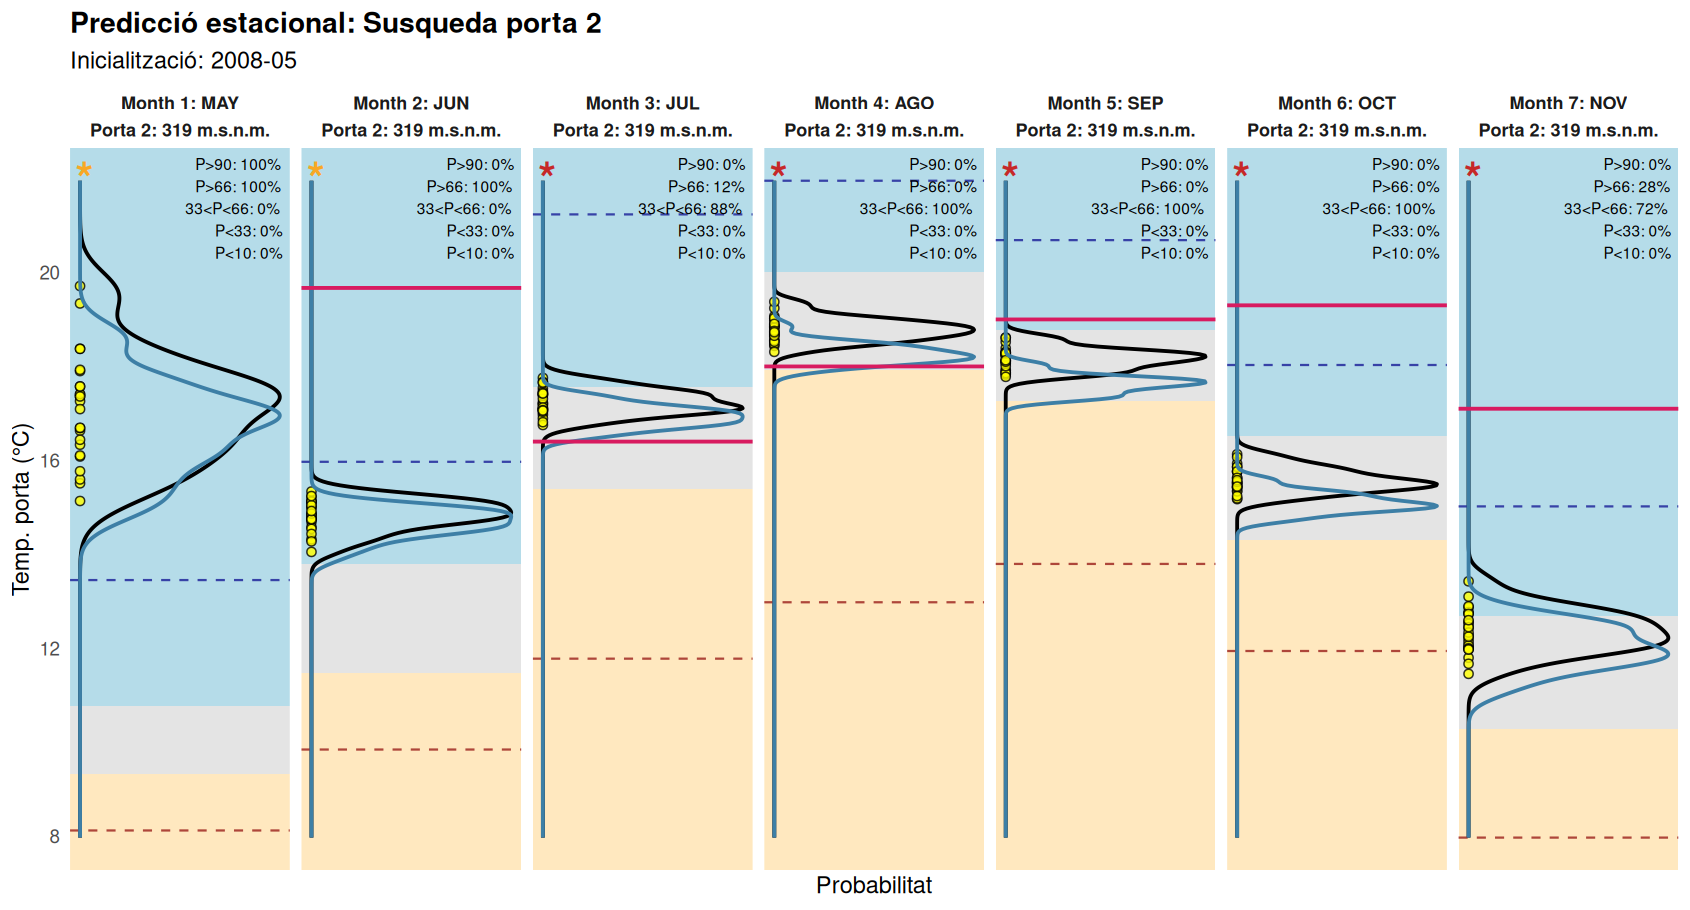 Predicció estacional: Susqueda porta 2
Inicialització: 2008-05
Month 1: MAY
Porta 2: 319 m.s.n.m.
Month 2: JUN
Porta 2: 319 m.s.n.m.
Month 3: JUL
Porta 2: 319 m.s.n.m.
Month 4: AGO
Porta 2: 319 m.s.n.m.
Month 5: SEP
Porta 2: 319 m.s.n.m.
Month 6: OCT
Porta 2: 319 m.s.n.m.
Month 7: NOV
Porta 2: 319 m.s.n.m.
*
P>90: 100%
P>66: 100%
33<P<66: 0%
P<33: 0%
P<10: 0%
*
P>90: 0%
P>66: 100%
33<P<66: 0%
P<33: 0%
P<10: 0%
*
P>90: 0%
P>66: 12%
33<P<66: 88%
P<33: 0%
P<10: 0%
*
P>90: 0%
P>66: 0%
33<P<66: 100%
P<33: 0%
P<10: 0%
*
P>90: 0%
P>66: 0%
33<P<66: 100%
P<33: 0%
P<10: 0%
*
P>90: 0%
P>66: 0%
33<P<66: 100%
P<33: 0%
P<10: 0%
*
P>90: 0%
P>66: 28%
33<P<66: 72%
P<33: 0%
P<10: 0%
20
16
12
8
Temp. porta (°C)
Probabilitat